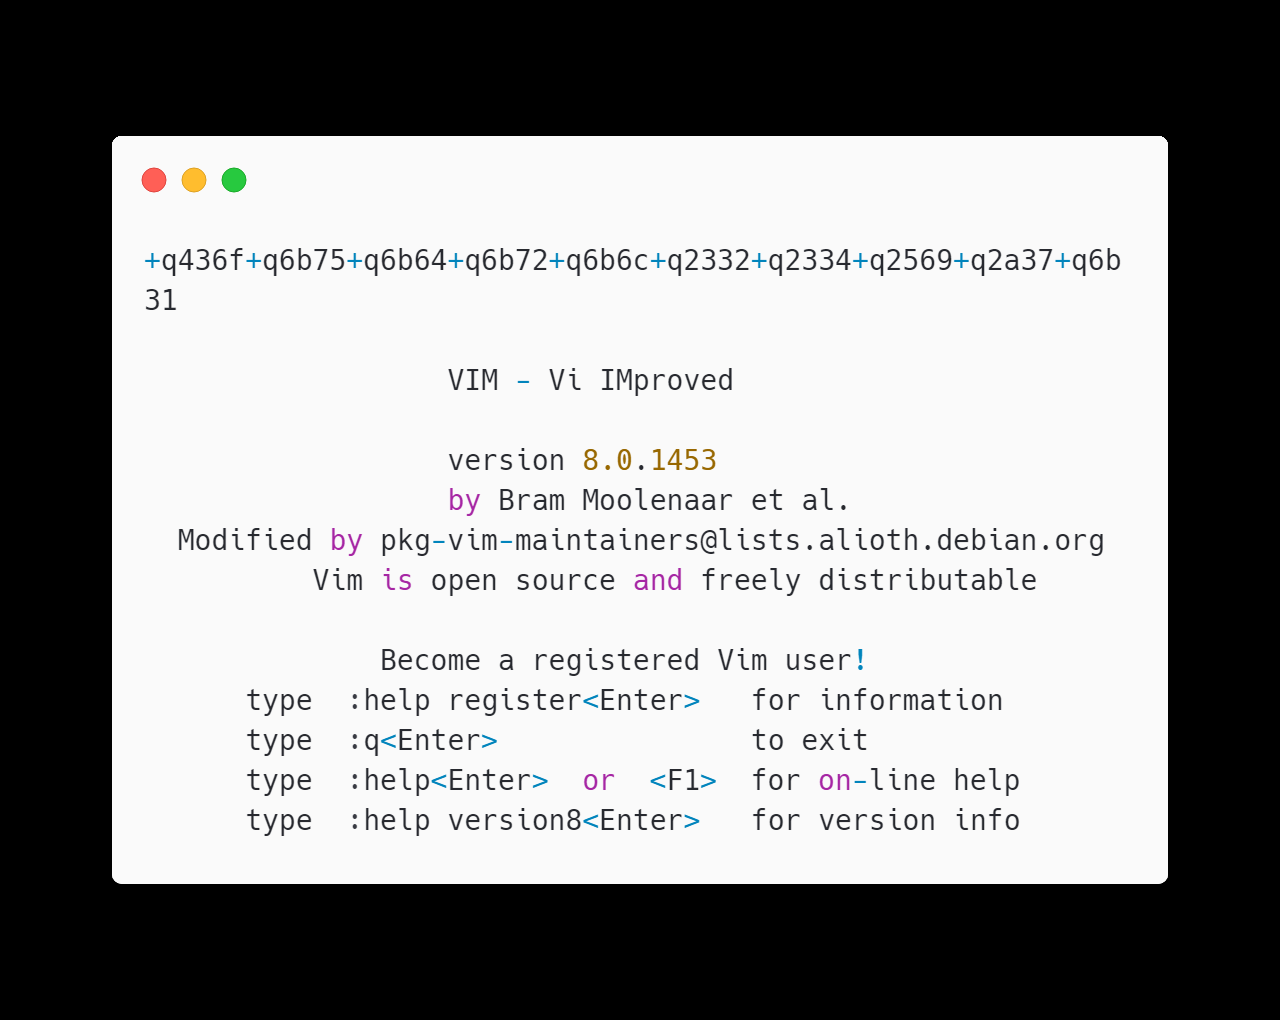 +q436f+q6b75+q6b64+q6b72+q6b6c+q2332+q2334+q2569+q2a37+q6b
31
VIM - Vi IMproved
version 8.0.1453
by Bram Moolenaar et al.
Modified by pkg-vim-maintainers@lists.alioth.debian.org
Vim is open source and freely distributable
Become a registered Vim user!
type  :help register<Enter>   for information
type  :q<Enter>               to exit
type  :help<Enter>  or  <F1>  for on-line help
type  :help version8<Enter>   for version info